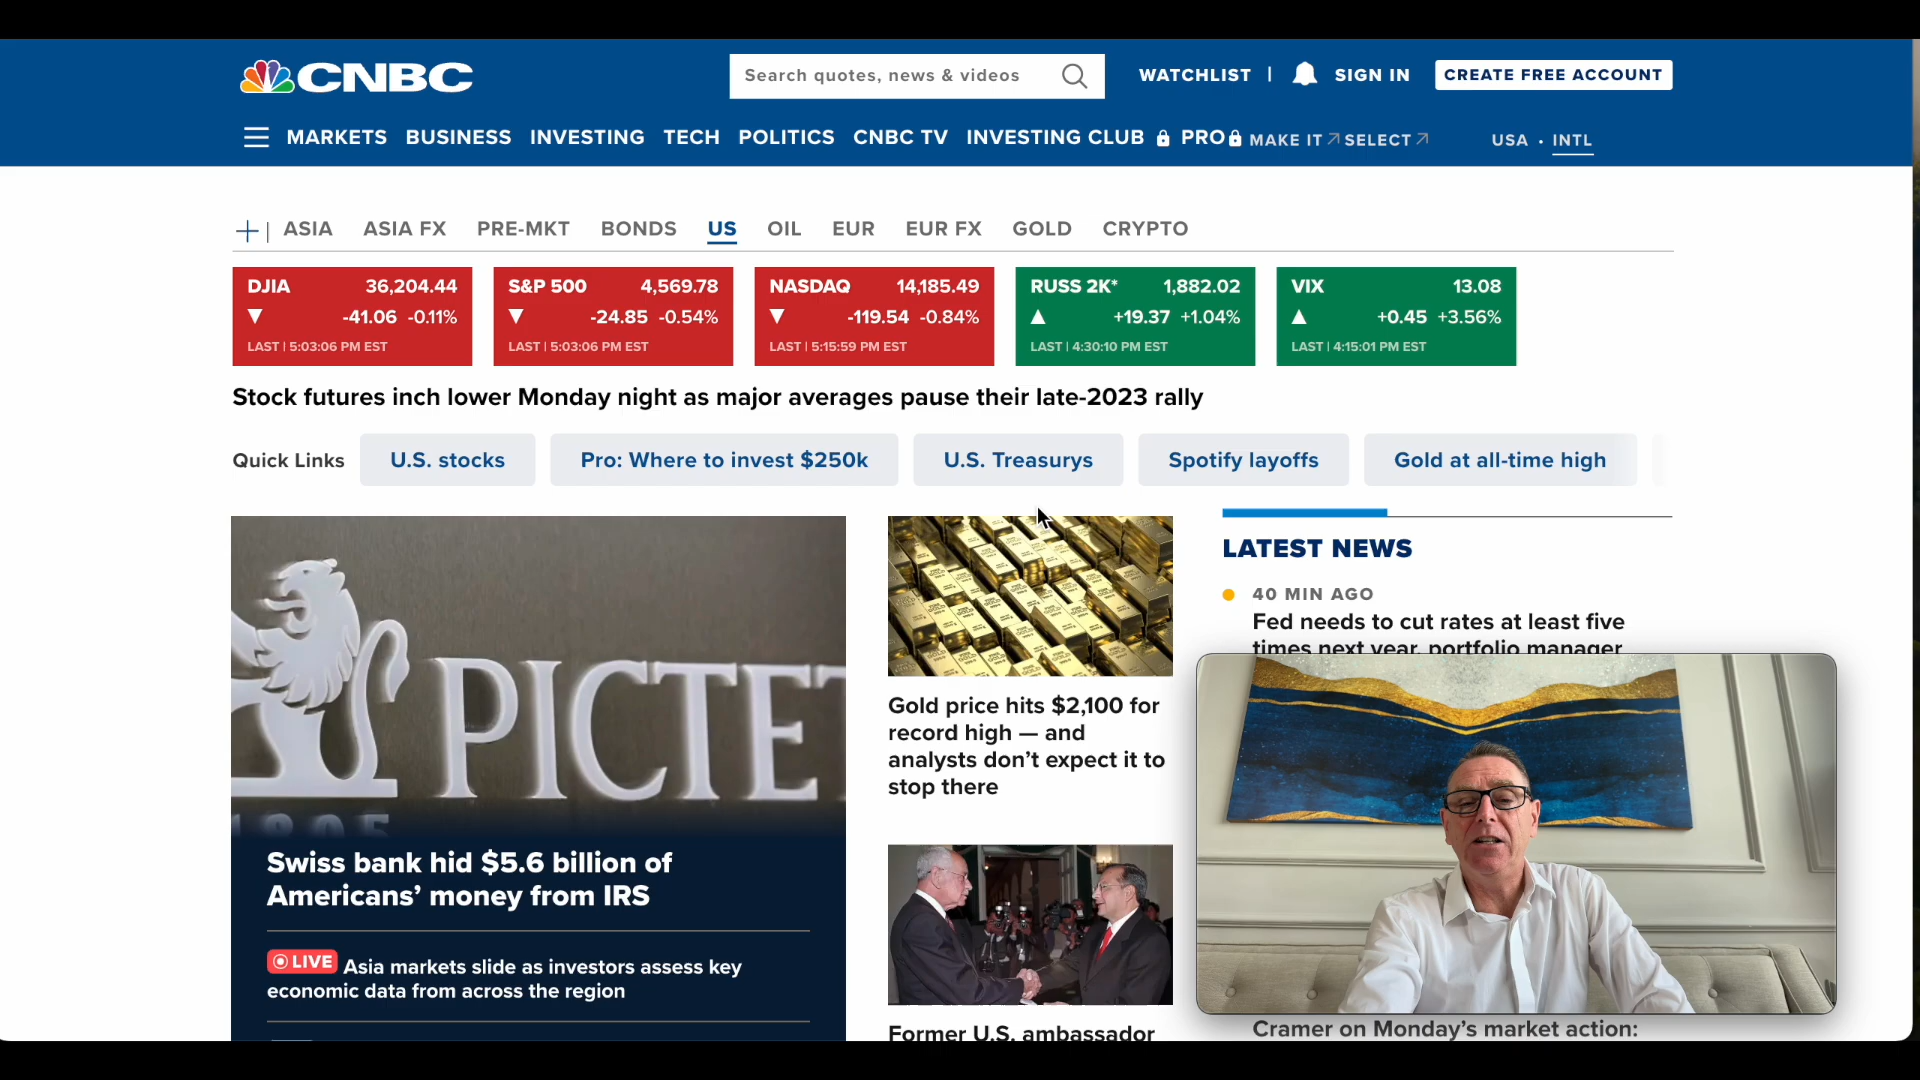 CNBC
Search quotes, news & videos
WATCHLIST | SIGN IN
CREATE FREE ACCOUNT
MARKETS BUSINESS INVESTING TECH POLITICS CNBC TV INVESTING CLUB PRO MAKE IT SELECT USA • INTL
ASIA ASIA FX PRE-MKT BONDS US OIL EUR EUR FX GOLD CRYPTO
DJIA 36,204.44
-41.06 -0.11%
LAST | 5:03:06 PM EST
S&P 500 4,569.78
-24.85 -0.54%
LAST | 5:03:06 PM EST
NASDAQ 14,185.49
-119.54 -0.84%
LAST | 5:15:59 PM EST
RUSS 2K* 1,882.02
+19.37 +1.04%
LAST | 4:30:10 PM EST
VIX 13.08
+0.45 +3.56%
LAST | 4:15:01 PM EST
Stock futures inch lower Monday night as major averages pause their late-2023 rally
Quick Links U.S. stocks Pro: Where to invest $250k U.S. Treasurys Spotify layoffs Gold at all-time high
PICTET
1805
Swiss bank hid $5.6 billion of
Americans’ money from IRS
LIVE Asia markets slide as investors assess key
economic data from across the region
Gold price hits $2,100 for
record high — and
analysts don’t expect it to
stop there
Former U.S. ambassador
LATEST NEWS
40 MIN AGO
Fed needs to cut rates at least five
times next year, portfolio manager
Cramer on Monday’s market action: